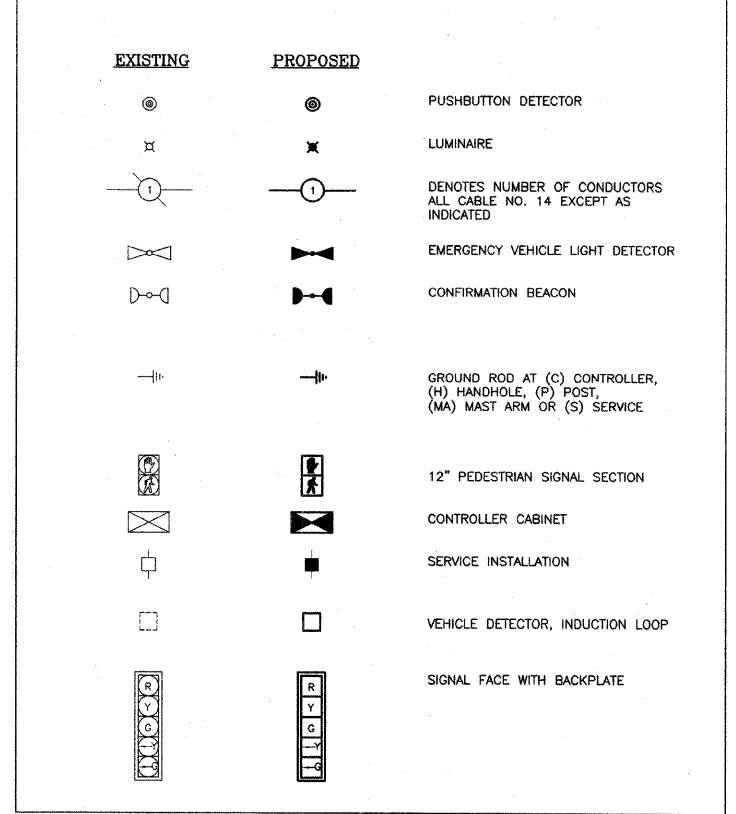 EXISTING PROPOSED
PUSHBUTTON DETECTOR
LUMINAIRE
1 1 DENOTES NUMBER OF CONDUCTORS
ALL CABLE NO. 14 EXCEPT AS
INDICATED
EMERGENCY VEHICLE LIGHT DETECTOR
CONFIRMATION BEACON
GROUND ROD AT (C) CONTROLLER,
(H) HANDHOLE, (P) POST,
(MA) MAST ARM OR (S) SERVICE
12" PEDESTRIAN SIGNAL SECTION
CONTROLLER CABINET
SERVICE INSTALLATION
VEHICLE DETECTOR, INDUCTION LOOP
SIGNAL FACE WITH BACKPLATE
R R
Y Y
G G
Y Y
G G